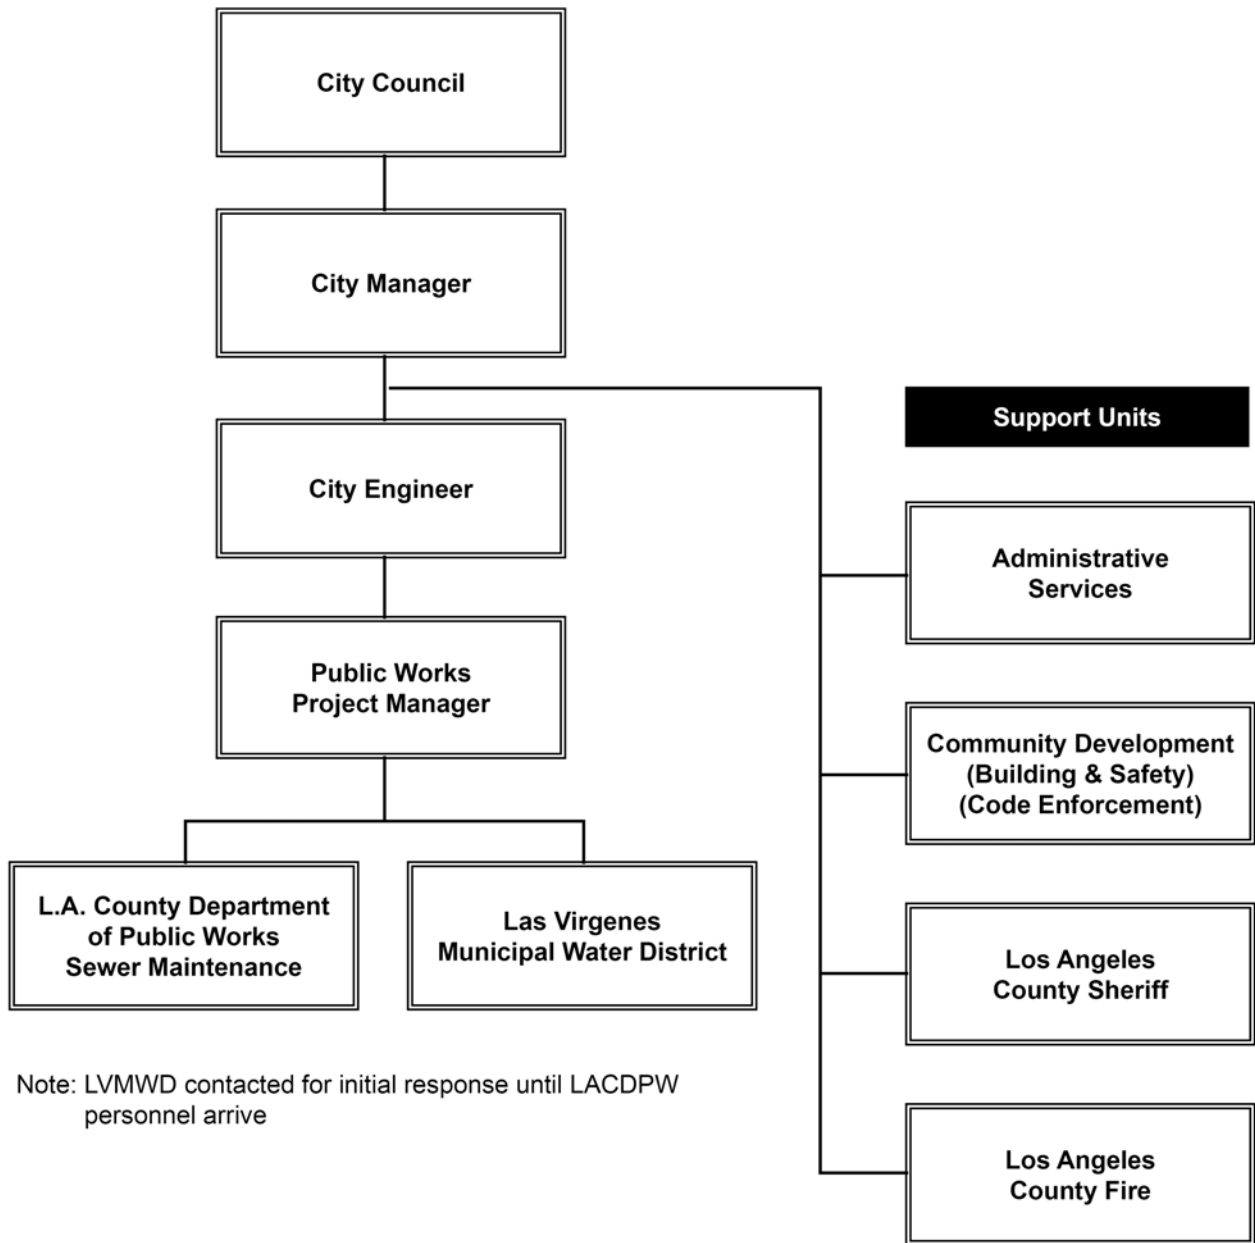 City Council
City Manager
City Engineer
Public Works
Project Manager
L.A. County Department
of Public Works
Sewer Maintenance
Las Virgenes
Municipal Water District
Note: LVMWD contacted for initial response until LACDPW
personnel arrive
Support Units
Administrative
Services
Community Development
(Building & Safety)
(Code Enforcement)
Los Angeles
County Sheriff
Los Angeles
County Fire